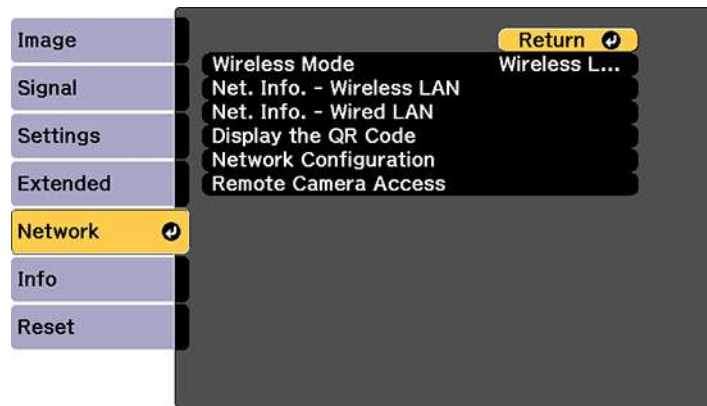 Image
Signal
Settings
Extended
Network
Info
Reset
Return
Wireless Mode Wireless L...
Net. Info. - Wireless LAN
Net. Info. - Wired LAN
Display the QR Code
Network Configuration
Remote Camera Access